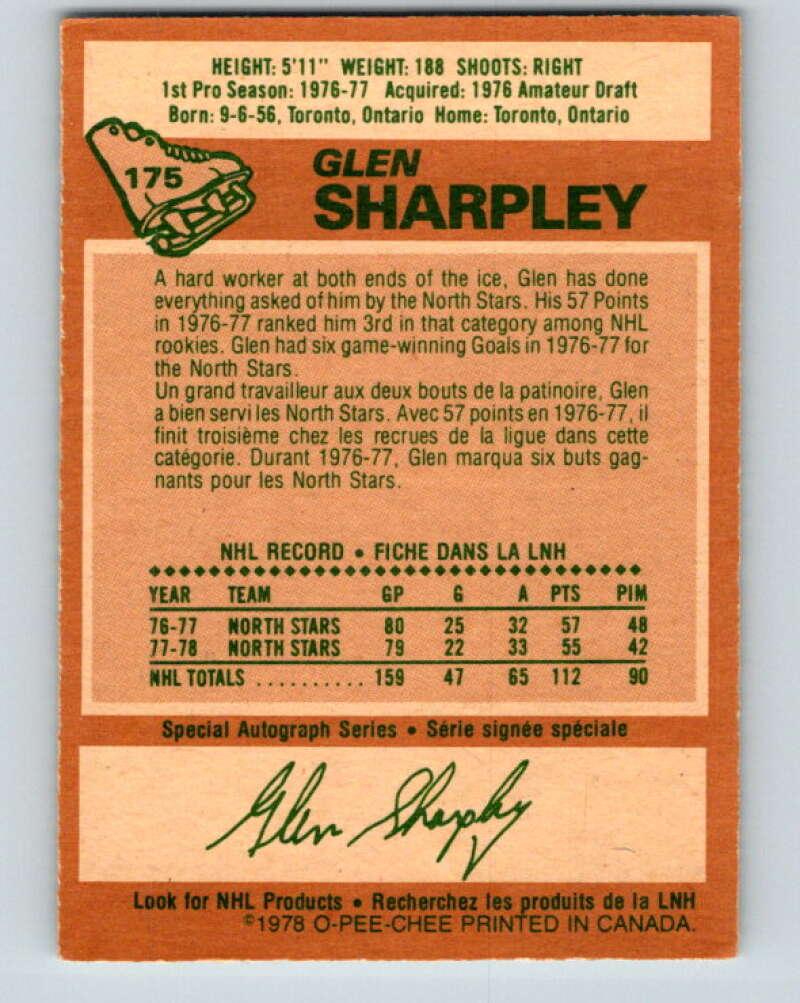 HEIGHT: 5'11" WEIGHT: 188 SHOOTS: RIGHT
1st Pro Season: 1976-77 Acquired: 1976 Amateur Draft
Born: 9-6-56, Toronto, Ontario Home: Toronto, Ontario
175
GLEN
SHARPLEY
A hard worker at both ends of the ice, Glen has done
everything asked of him by the North Stars. His 57 Points
in 1976-77 ranked him 3rd in that category among NHL
rookies. Glen had six game-winning Goals in 1976-77 for
the North Stars.
Un grand travailleur aux deux bouts de la patinoire, Glen
a bien servi les North Stars. Avec 57 points en 1976-77, il
finit troisième chez les recrues de la ligue dans cette
catégorie. Durant 1976-77, Glen marqua six buts gag-
nants pour les North Stars.
NHL RECORD • FICHE DANS LA LNH
YEAR TEAM GP G A PTS PIM
76-77 NORTH STARS 80 25 32 57 48
77-78 NORTH STARS 79 22 33 55 42
NHL TOTALS .......... 159 47 65 112 90
Special Autograph Series • Série signée spéciale
Glen Sharpley
Look for NHL Products • Recherchez les produits de la LNH
©1978 O-PEE-CHEE PRINTED IN CANADA.